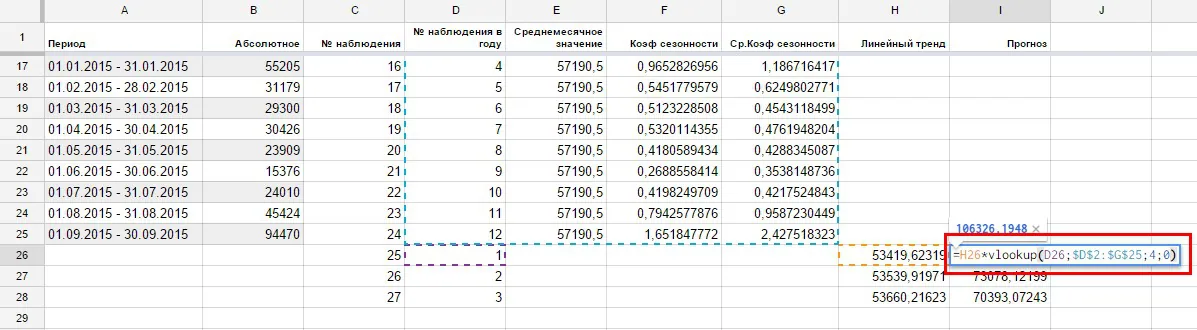 A B C D E F G H I J
1 Период Абсолютное № наблюдения № наблюдения в году Среднемесячное значение Коэф сезонности Ср.Коэф сезонности Линейный тренд Прогноз
17 01.01.2015 - 31.01.2015 55205 16 4 57190,5 0,9652826956 1,186716417
18 01.02.2015 - 28.02.2015 31179 17 5 57190,5 0,5451779579 0,6249802771
19 01.03.2015 - 31.03.2015 29300 18 6 57190,5 0,5123228508 0,4543118499
20 01.04.2015 - 30.04.2015 30426 19 7 57190,5 0,5320114355 0,4761948204
21 01.05.2015 - 31.05.2015 23909 20 8 57190,5 0,4180589434 0,4288345087
22 01.06.2015 - 30.06.2015 15376 21 9 57190,5 0,2688558414 0,3538148736
23 01.07.2015 - 31.07.2015 24010 22 10 57190,5 0,4198249709 0,4217524843
24 01.08.2015 - 31.08.2015 45424 23 11 57190,5 0,7942577876 0,9587230449
25 01.09.2015 - 30.09.2015 94470 24 12 57190,5 1,651847772 2,427518323
106326,1948 ×
26 25 1 53419,62319 =H26*vlookup(D26;$D$2:$G$25;4;0)
27 26 2 53539,91971 73078,12199
28 27 3 53660,21623 70393,07243
29